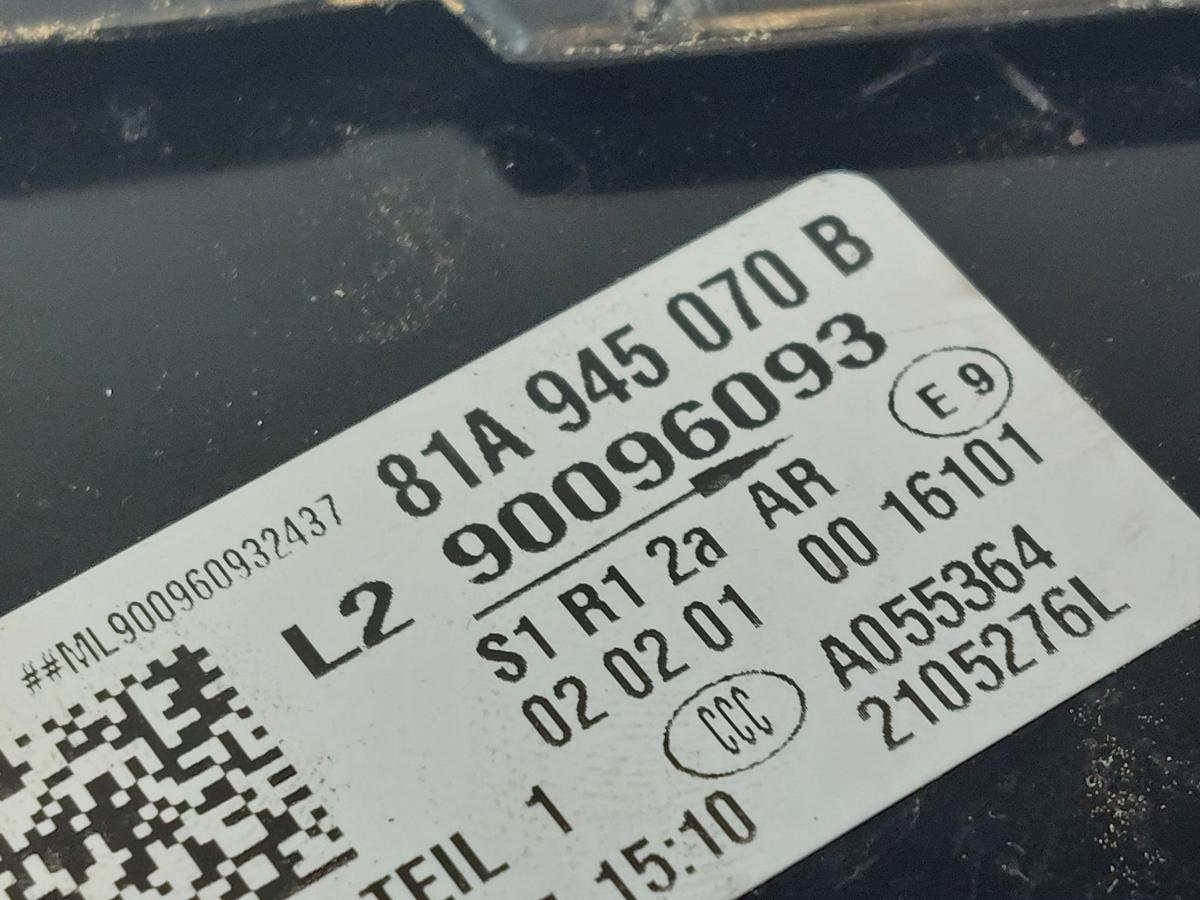 ##ML900960932437
81A 945 070 B
L2 90096093
S1 R1 2a AR
E 9
02 02 01 00 16101
CCC A055364
2105276L
TEIL 1
15:10